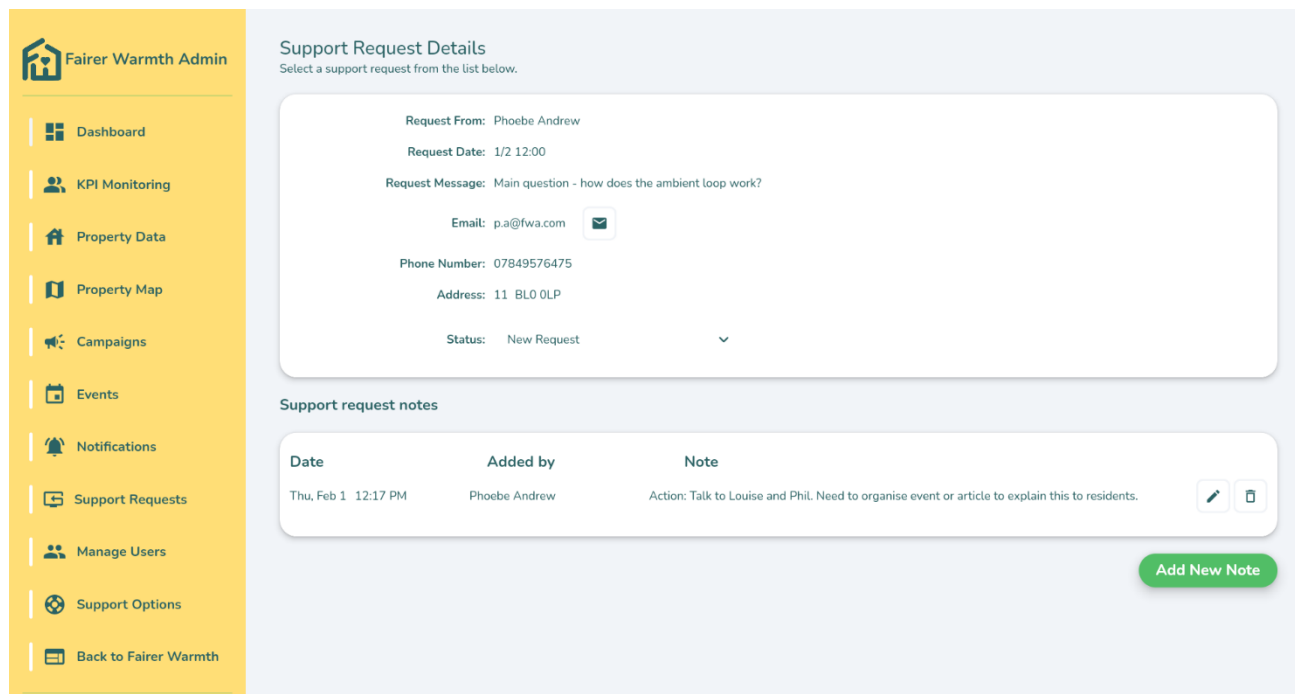 Fairer Warmth Admin
Dashboard
KPI Monitoring
Property Data
Property Map
Campaigns
Events
Notifications
Support Requests
Manage Users
Support Options
Back to Fairer Warmth
Support Request Details
Select a support request from the list below.
Request From: Phoebe Andrew
Request Date: 1/2 12:00
Request Message: Main question - how does the ambient loop work?
Email: p.a@fwa.com
Phone Number: 07849576475
Address: 11 BL0 0LP
Status: New Request
Support request notes
Date Added by Note
Thu, Feb 1 12:17 PM Phoebe Andrew Action: Talk to Louise and Phil. Need to organise event or article to explain this to residents.
Add New Note